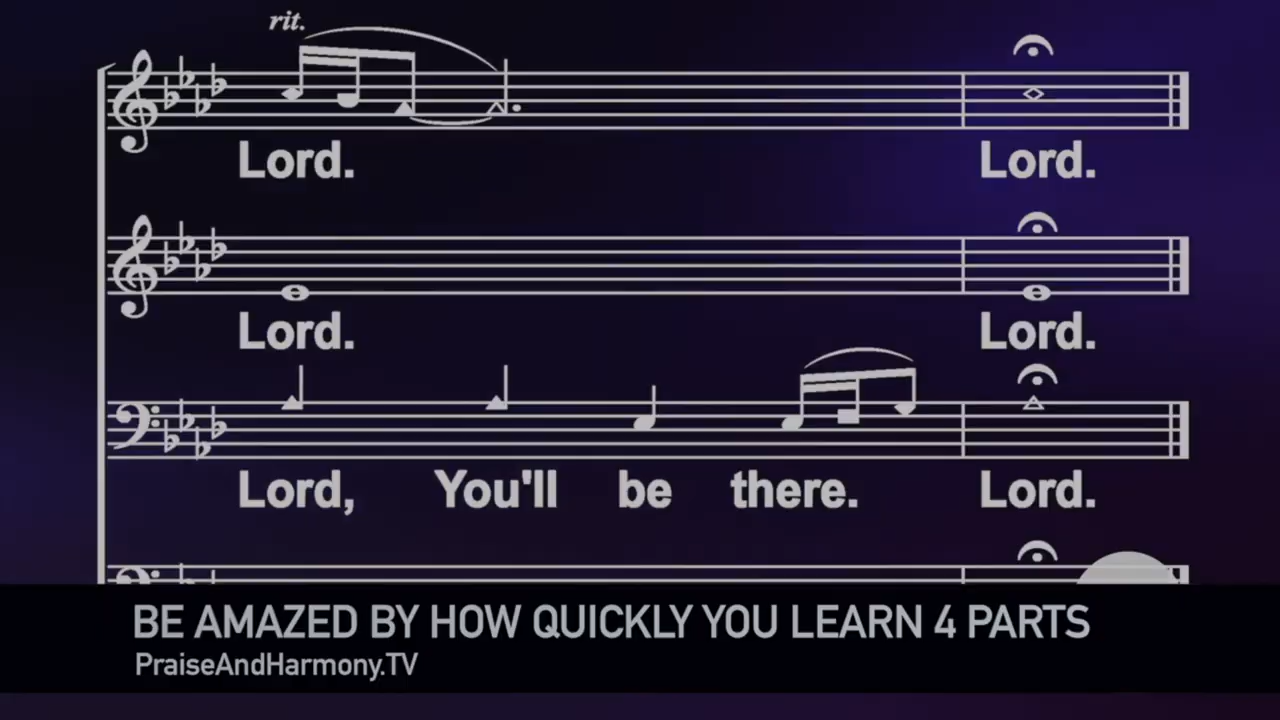 rit.
Lord. Lord.
Lord. Lord.
Lord, You'll be there. Lord.
BE AMAZED BY HOW QUICKLY YOU LEARN 4 PARTS
PraiseAndHarmony.TV